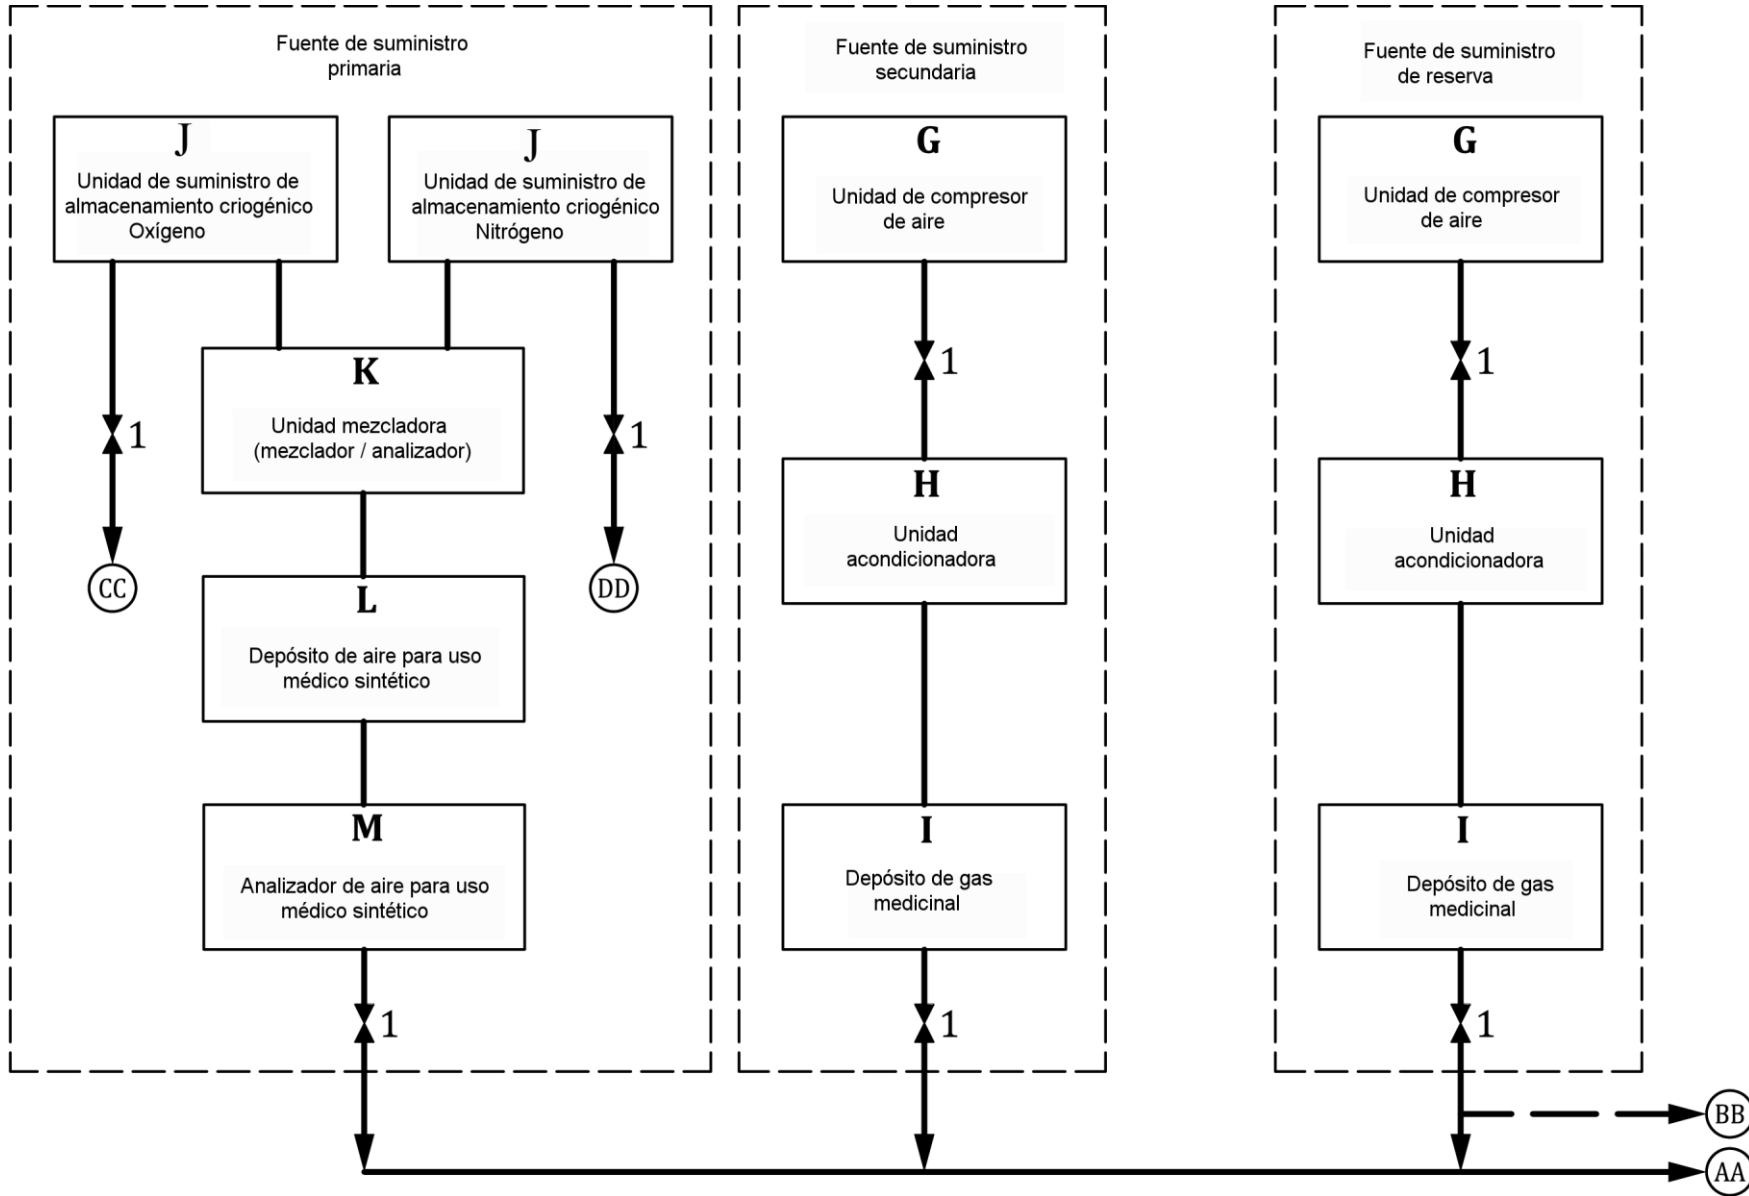 Fuente de suministro
primaria
J
Unidad de suministro de
almacenamiento criogénico
Oxígeno
J
Unidad de suministro de
almacenamiento criogénico
Nitrógeno
1
K
Unidad mezcladora
(mezclador / analizador)
1
CC
DD
L
Depósito de aire para uso
médico sintético
M
Analizador de aire para uso
médico sintético
1
Fuente de suministro
secundaria
G
Unidad de compresor
de aire
1
H
Unidad
acondicionadora
I
Depósito de gas
medicinal
1
Fuente de suministro
de reserva
G
Unidad de compresor
de aire
1
H
Unidad
acondicionadora
I
Depósito de gas
medicinal
1
BB
AA